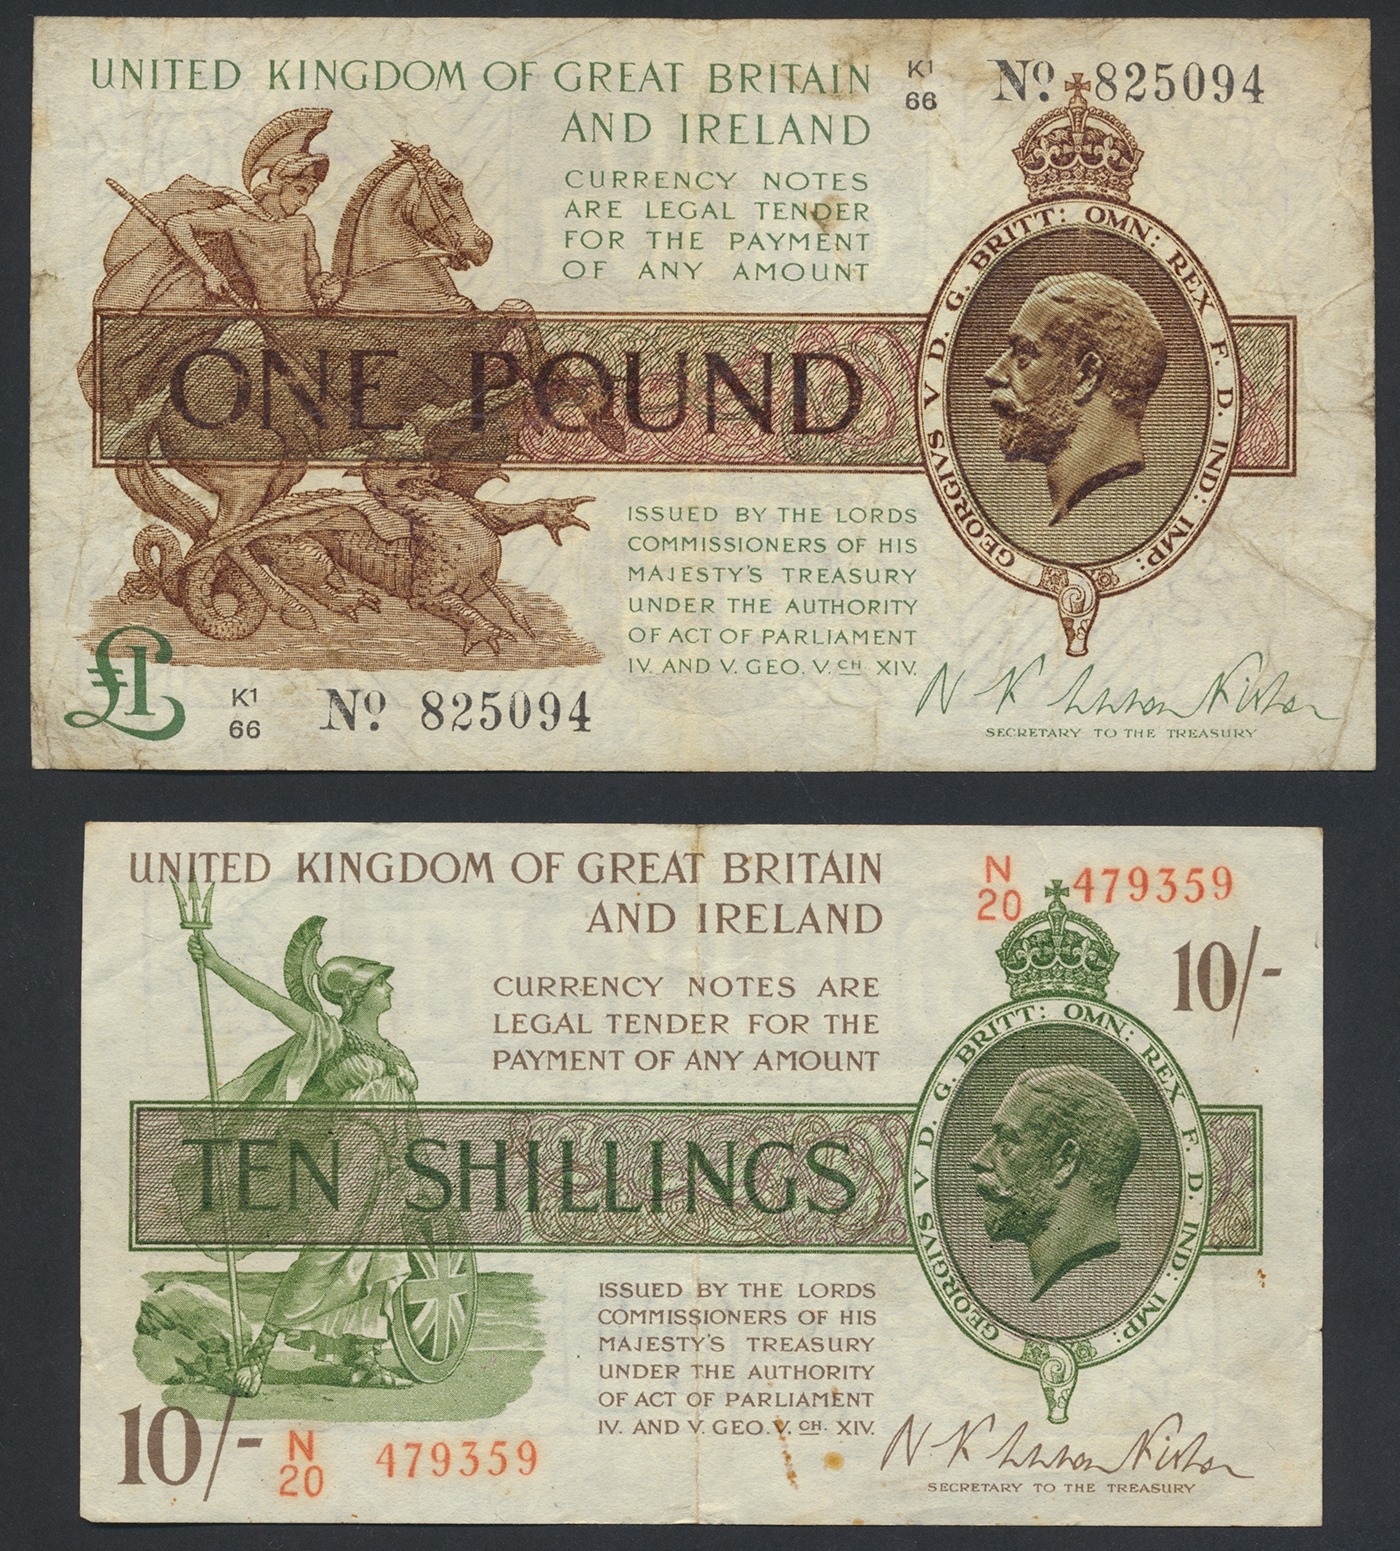 UNITED KINGDOM OF GREAT BRITAIN
AND IRELAND
K1
66
Nº 825094
CURRENCY NOTES
ARE LEGAL TENDER
FOR THE PAYMENT
OF ANY AMOUNT
ONE POUND
GEORGIVS V D. G. BRITT: OMN: REX F. D. IND: IMP:
ISSUED BY THE LORDS
COMMISSIONERS OF HIS
MAJESTY'S TREASURY
UNDER THE AUTHORITY
OF ACT OF PARLIAMENT
IV. AND V. GEO. V. CH. XIV.
£1
K1
66
Nº 825094
N K Warren Fisher
SECRETARY TO THE TREASURY
UNITED KINGDOM OF GREAT BRITAIN
AND IRELAND
N
20
479359
10/-
CURRENCY NOTES ARE
LEGAL TENDER FOR THE
PAYMENT OF ANY AMOUNT
TEN SHILLINGS
GEORGIVS V D. G. BRITT: OMN: REX F. D. IND: IMP:
ISSUED BY THE LORDS
COMMISSIONERS OF HIS
MAJESTY'S TREASURY
UNDER THE AUTHORITY
OF ACT OF PARLIAMENT
IV. AND V. GEO. V. CH. XIV.
10/-
N
20
479359
N K Warren Fisher
SECRETARY TO THE TREASURY